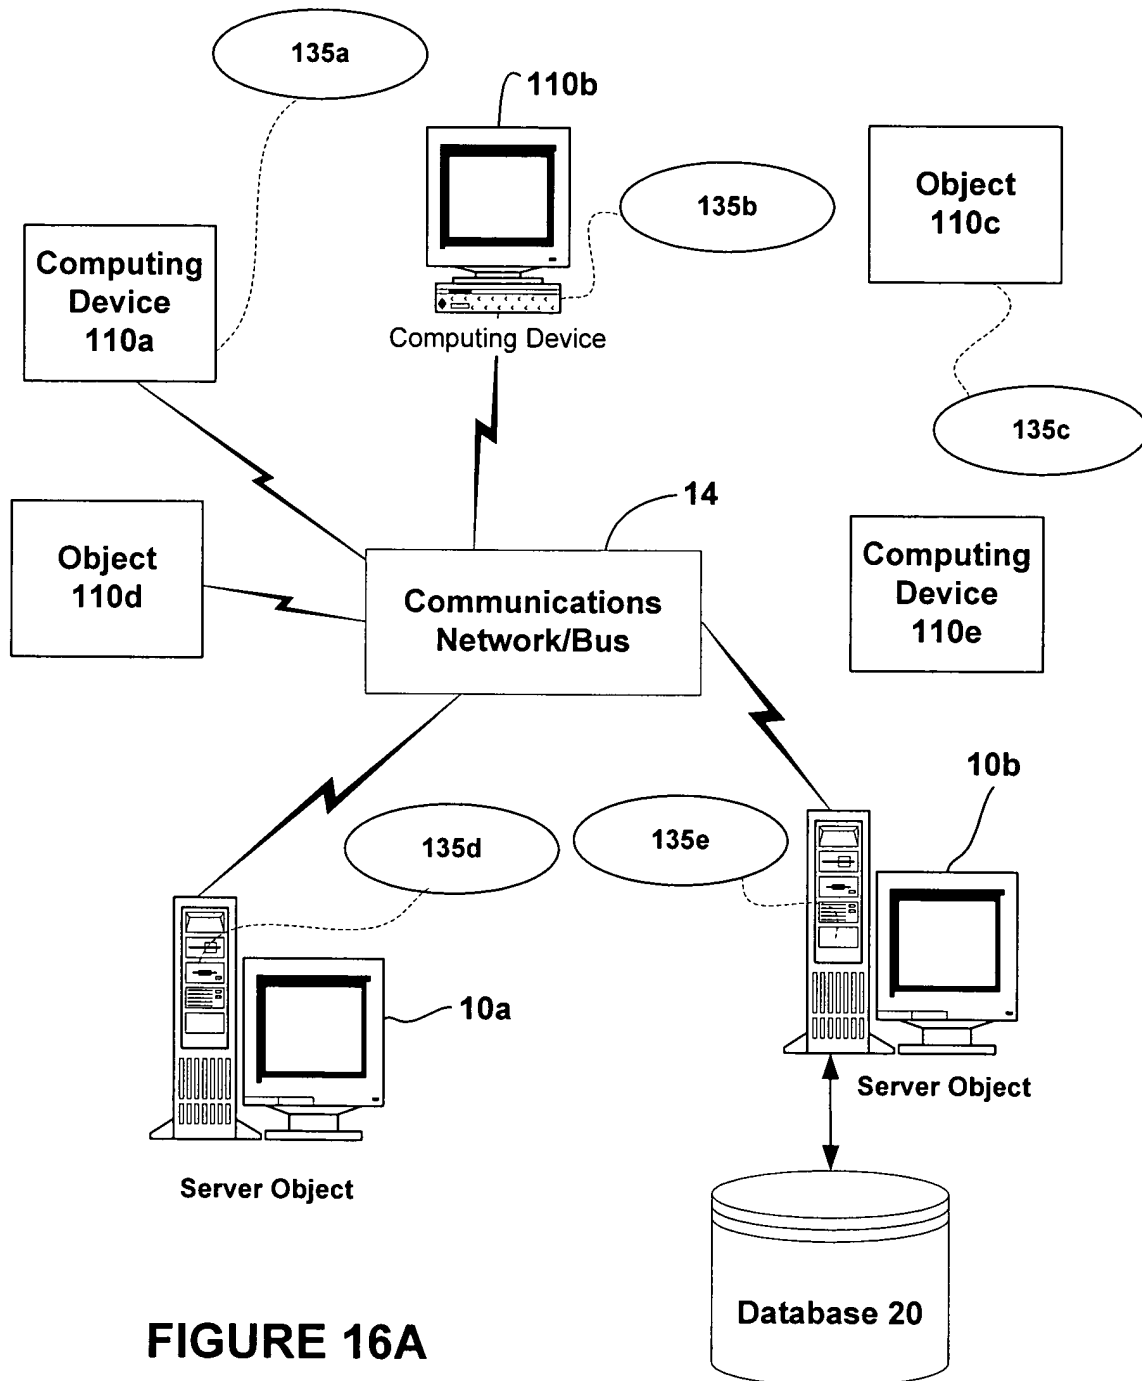 135a
110b
135b
Object
110c
Computing
Device
110a
Computing Device
135c
14
Object
110d
Communications
Network/Bus
Computing
Device
110e
10b
135d
135e
10a
Server Object
Server Object
Database 20
FIGURE 16A